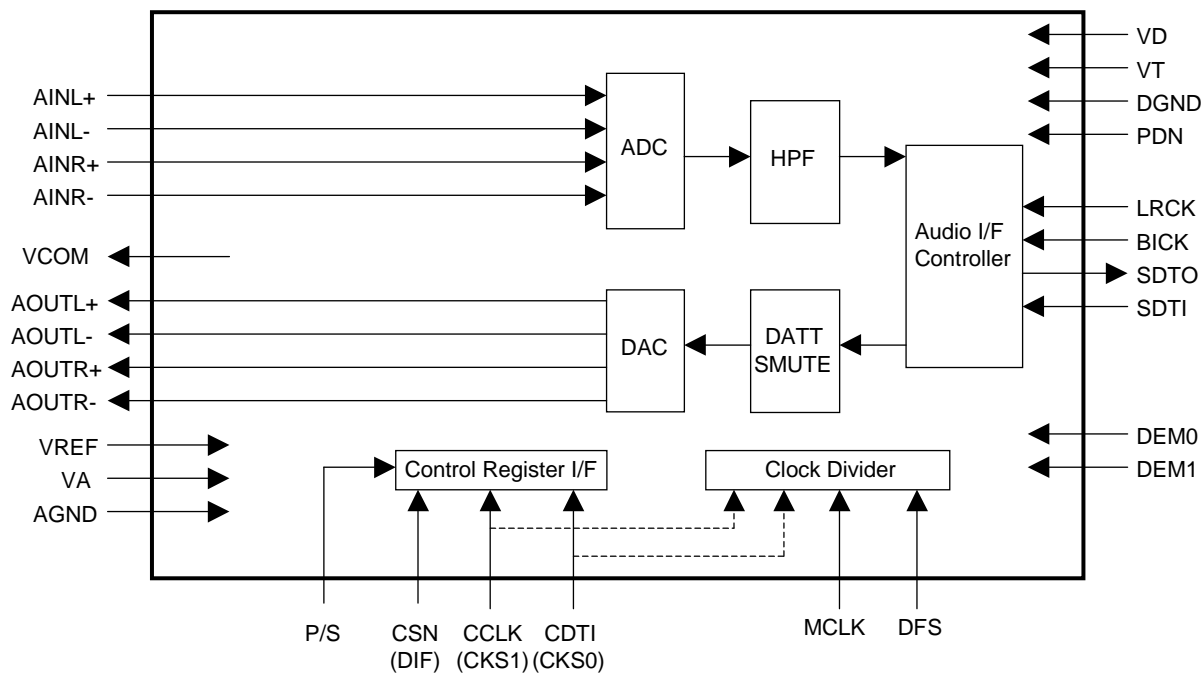 VD
VT
DGND
PDN
AINL+
AINL-
AINR+
AINR-
ADC
HPF
Audio I/F
Controller
LRCK
BICK
SDTO
SDTI
VCOM
AOUTL+
AOUTL-
AOUTR+
AOUTR-
DAC
DATT
SMUTE
VREF
VA
AGND
Control Register I/F
Clock Divider
DEM0
DEM1
P/S
CSN
(DIF)
CCLK
(CKS1)
CDTI
(CKS0)
MCLK
DFS